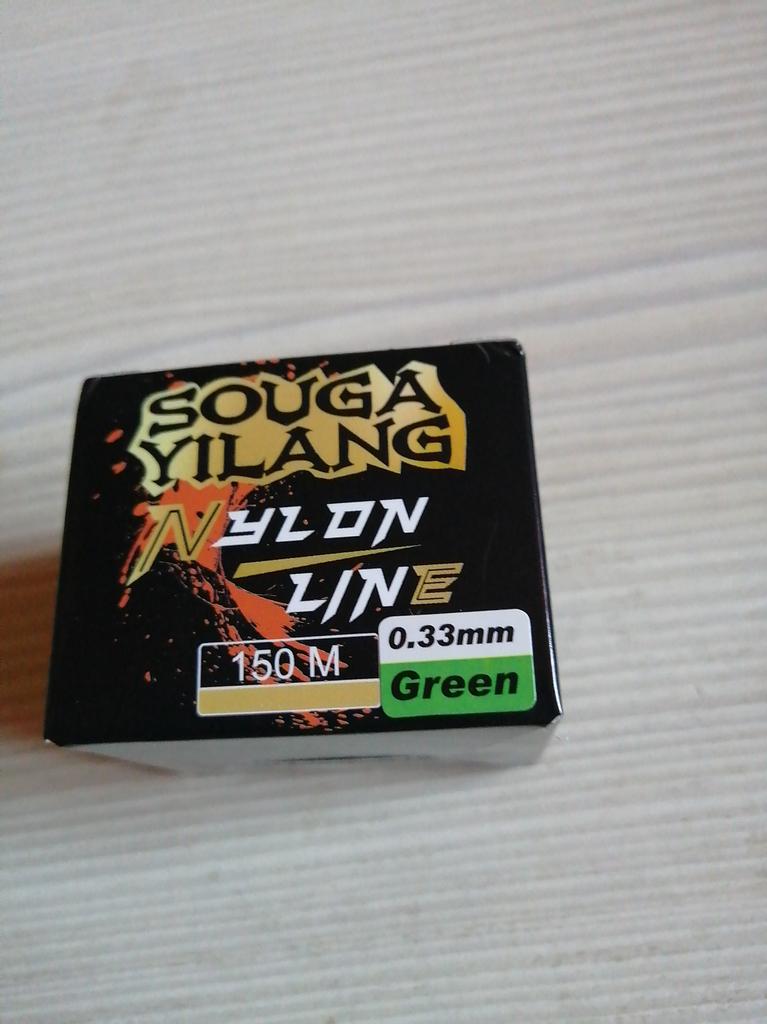 SOUGA
YILANG
NYLON
LINE
150 M
0.33mm
Green